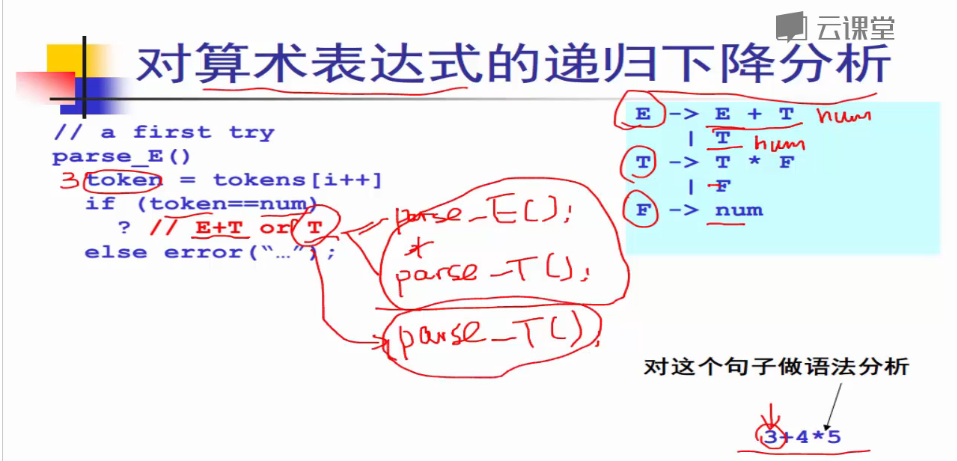 云课堂
对算术表达式的递归下降分析
// a first try
parse_E()
3 token = tokens[i++]
if (token==num)
? // E+T or T
else error("…");
parse_E();
+
parse_T();
parse_T();
E -> E + T num
| T num
T -> T * F
| F
F -> num
对这个句子做语法分析
3+4*5